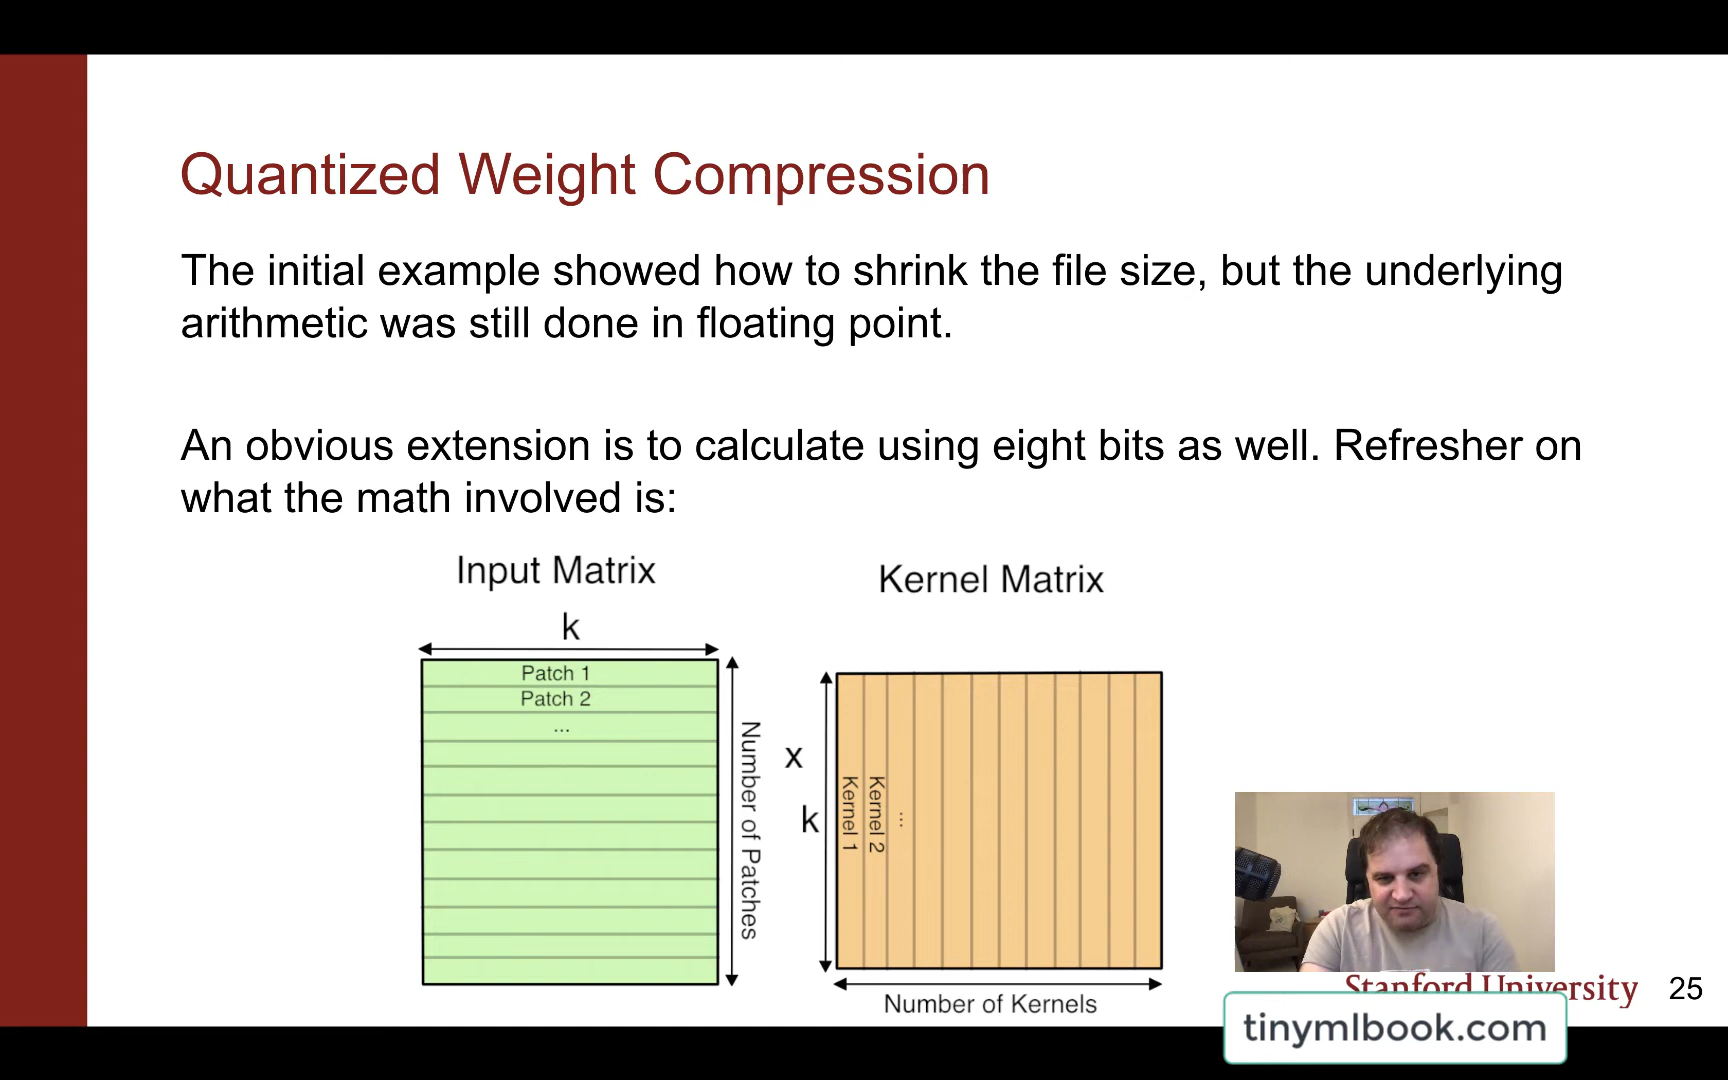 Quantized Weight Compression
The initial example showed how to shrink the file size, but the underlying
arithmetic was still done in floating point.
An obvious extension is to calculate using eight bits as well. Refresher on
what the math involved is:
Input Matrix
k
Patch 1
Patch 2
...
Number of Patches
x
Kernel Matrix
k
Kernel 1
Kernel 2
...
Number of Kernels
Stanford University
25
tinymlbook.com